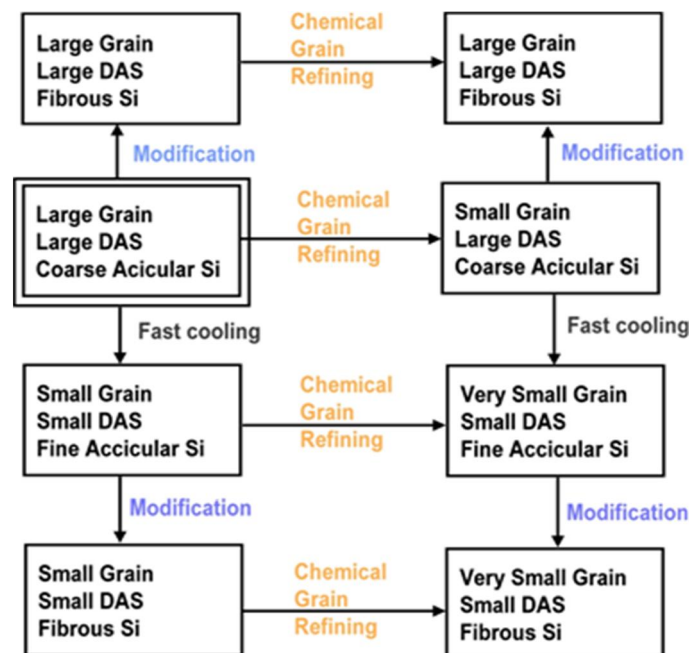 Large Grain
Large DAS
Fibrous Si
Chemical
Grain
Refining
Large Grain
Large DAS
Fibrous Si
Modification
Modification
Large Grain
Large DAS
Coarse Acicular Si
Chemical
Grain
Refining
Small Grain
Large DAS
Coarse Acicular Si
Fast cooling
Fast cooling
Small Grain
Small DAS
Fine Accicular Si
Chemical
Grain
Refining
Very Small Grain
Small DAS
Fine Accicular Si
Modification
Modification
Small Grain
Small DAS
Fibrous Si
Chemical
Grain
Refining
Very Small Grain
Small DAS
Fibrous Si